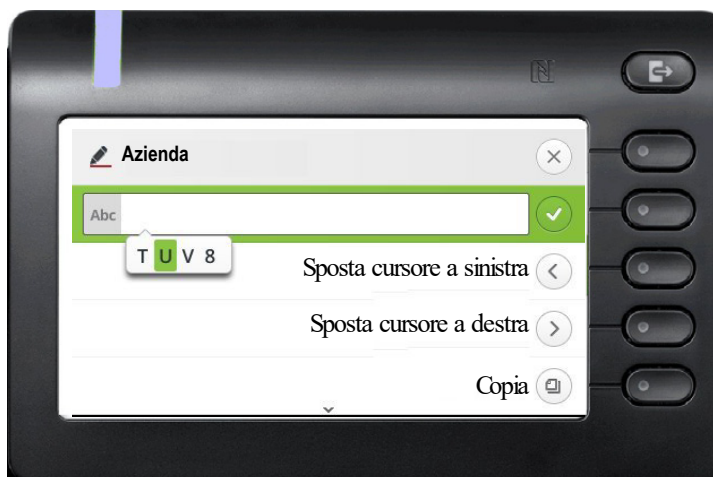 Azienda
Abc
T U V 8
Sposta cursore a sinistra
Sposta cursore a destra
Copia